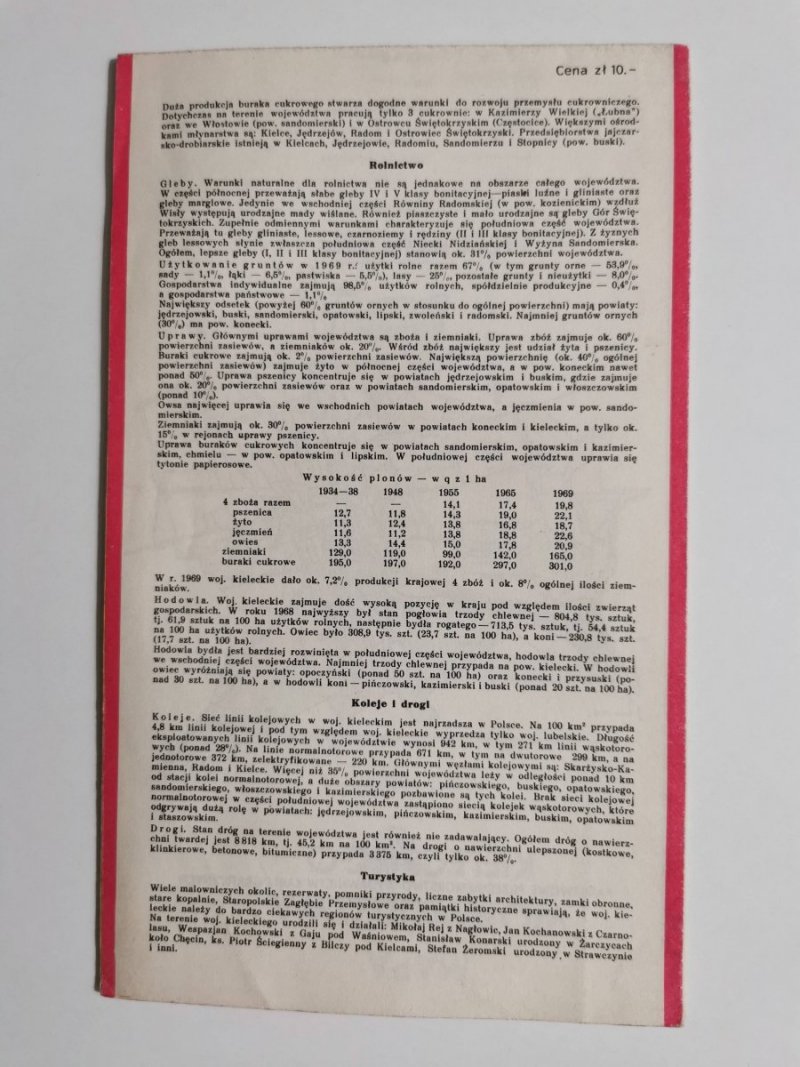 Cena zł 10.-
Duża produkcja buraka cukrowego stwarza dogodne warunki do rozwoju przemysłu cukrowniczego.
Dotychczas na terenie województwa pracują tylko 3 cukrownie: w Kazimierzy Wielkiej („Łubna")
oraz we Włostowie (pow. sandomierski) i w Ostrowcu Świętokrzyskim (Częstocice). Większymi ośrod-
kami młynarstwa są: Kielce, Jędrzejów, Radom i Ostrowiec Świętokrzyski. Przedsiębiorstwa jajczar-
sko-drobiarskie istnieją w Kielcach, Jędrzejowie, Radomiu, Sandomierzu i Stopnicy (pow. buski).
Rolnictwo
Gleby. Warunki naturalne dla rolnictwa nie są jednakowe na obszarze całego województwa.
W części północnej przeważają słabe gleby IV i V klasy bonitacyjnej—piaski luźne i gliniaste oraz
gleby marglowe. Jedynie we wschodniej części Równiny Radomskiej (w pow. kozienickim) wzdłuż
Wisły występują urodzajne mady wiślane. Również piaszczyste i mało urodzajne są gleby Gór Świę-
tokrzyskich. Zupełnie odmiennymi warunkami charakteryzuje się południowa część województwa.
Przeważają tu gleby gliniaste, lessowe, czarnoziemy i rędziny (II i III klasy bonitacyjnej). Z żyznych
gleb lessowych słynie zwłaszcza południowa część Niecki Nidziańskiej i Wyżyna Sandomierska.
Ogółem, lepsze gleby (I, II i III klasy bonitacyjnej) stanowią ok. 31% powierzchni województwa.
Użytkowanie gruntów w 1969 r.: użytki rolne razem 67% (w tym grunty orne — 53,9%,
sady — 1,1%, łąki — 6,5%, pastwiska — 5,5%), lasy — 25%, pozostałe grunty i nieużytki — 8,0%.
Gospodarstwa indywidualne zajmują 98,5% użytków rolnych, spółdzielnie produkcyjne — 0,4%,
a gospodarstwa państwowe — 1,1%
Największy odsetek (powyżej 60% gruntów ornych w stosunku do ogólnej powierzchni) mają powiaty:
jędrzejowski, buski, sandomierski, opatowski, lipski, zwoleński i radomski. Najmniej gruntów ornych
(30%) ma pow. konecki.
Uprawy. Głównymi uprawami województwa są zboża i ziemniaki. Uprawa zbóż zajmuje ok. 60%
powierzchni zasiewów, a ziemniaków ok. 20%. Wśród zbóż największy jest udział żyta i pszenicy.
Buraki cukrowe zajmują ok. 2% powierzchni zasiewów. Największą powierzchnię (ok. 40% ogólnej
powierzchni zasiewów) zajmuje żyto w północnej części województwa, a w pow. koneckim nawet
ponad 50%. Uprawa pszenicy koncentruje się w powiatach jędrzejowskim i buskim, gdzie zajmuje
ona ok. 20% powierzchni zasiewów oraz w powiatach sandomierskim, opatowskim i włoszczowskim
(ponad 10%).
Owsa najwięcej uprawia się we wschodnich powiatach województwa, a jęczmienia w pow. sando-
mierskim.
Ziemniaki zajmują ok. 30% powierzchni zasiewów w powiatach koneckim i kieleckim, a tylko ok.
15% w rejonach uprawy pszenicy.
Uprawa buraków cukrowych koncentruje się w powiatach sandomierskim, opatowskim i kazimier-
skim, chmielu — w pow. opatowskim i lipskim. W południowej części województwa uprawia się
tytonie papierosowe.
Wysokość plonów — w q z 1 ha
1934—38 1948 1955 1965 1969
4 zboża razem — — 14,1 17,4 19,8
pszenica 12,7 11,8 14,3 19,0 22,1
żyto 11,3 12,4 13,8 16,8 18,7
jęczmień 11,6 11,2 13,8 18,8 22,6
owies 13,3 14,4 15,0 17,8 20,9
ziemniaki 129,0 119,0 99,0 142,0 165,0
buraki cukrowe 195,0 197,0 192,0 297,0 301,0
W r. 1969 woj. kieleckie dało ok. 7,2% produkcji krajowej 4 zbóż i ok. 8% ogólnej ilości ziem-
niaków.
Hodowla. Woj. kieleckie zajmuje dość wysoką pozycję w kraju pod względem ilości zwierząt
gospodarskich. W roku 1968 najwyższy był stan pogłowia trzody chlewnej — 804,8 tys. sztuk,
tj. 61,9 sztuk na 100 ha użytków rolnych, następnie bydła rogatego—713,5 tys. sztuk, tj. 54,4 sztuk
na 100 ha użytków rolnych. Owiec było 308,9 tys. szt. (23,7 szt. na 100 ha), a koni—230,8 tys. szt.
(17,7 szt. na 100 ha).
Hodowla bydła jest bardziej rozwinięta w południowej części województwa, hodowla trzody chlewnej
we wschodniej części województwa. Najmniej trzody chlewnej przypada na pow. kielecki. W hodowli
owiec wyróżniają się powiaty: opoczyński (ponad 50 szt. na 100 ha) oraz konecki i przysuski (po-
nad 30 szt. na 100 ha), a w hodowli koni—pińczowski, kazimierski i buski (ponad 20 szt. na 100 ha).
Koleje i drogi
Koleje. Sieć linii kolejowych w woj. kieleckim jest najrzadsza w Polsce. Na 100 km² przypada
4,8 km linii kolejowej i pod tym względem woj. kieleckie wyprzedza tylko woj. lubelskie. Długość
eksploatowanych linii kolejowych w województwie wynosi 942 km, w tym 271 km linii wąskotoro-
wych (ponad 28%). Na linie normalnotorowe przypada 671 km, w tym na dwutorowe 299 km, a na
jednotorowe 372 km, zelektryfikowane — 220 km. Głównymi węzłami kolejowymi są: Skarżysko-Ka-
mienna, Radom i Kielce. Więcej niż 35% powierzchni województwa leży w odległości ponad 10 km
od stacji kolei normalnotorowej, a duże obszary powiatów: pińczowskiego, buskiego, opatowskiego,
sandomierskiego, włoszczowskiego i kazimierskiego pozbawione są tych kolei. Brak sieci kolejowej
normalnotorowej w części południowej województwa zastąpiono siecią kolejek wąskotorowych, które
odgrywają dużą rolę w powiatach: jędrzejowskim, pińczowskim, kazimierskim, buskim, opatowskim
i staszowskim.
Drogi. Stan dróg na terenie województwa jest również nie zadawalający. Ogółem dróg o nawierz-
chni twardej jest 8818 km, tj. 45,2 km na 100 km². Na drogi o nawierzchni ulepszonej (kostkowe,
klinkierowe, betonowe, bitumiczne) przypada 3375 km, czyli tylko ok. 38%.
Turystyka
Wiele malowniczych okolic, rezerwaty, pomniki przyrody, liczne zabytki architektury, zamki obronne,
stare kopalnie, Staropolskie Zagłębie Przemysłowe oraz pamiątki historyczne sprawiają, że woj. kie-
leckie należy do bardzo ciekawych regionów turystycznych w Polsce.
Na terenie woj. kieleckiego urodzili się i działali: Mikołaj Rej z Nagłowic, Jan Kochanowski z Czarno-
lasu, Wespazjan Kochowski z Gaju pod Waśniowem, Stanisław Konarski urodzony w Żarczycach
koło Chęcin, ks. Piotr Ściegienny z Bilczy pod Kielcami, Stefan Żeromski urodzony w Strawczynie
i inni.